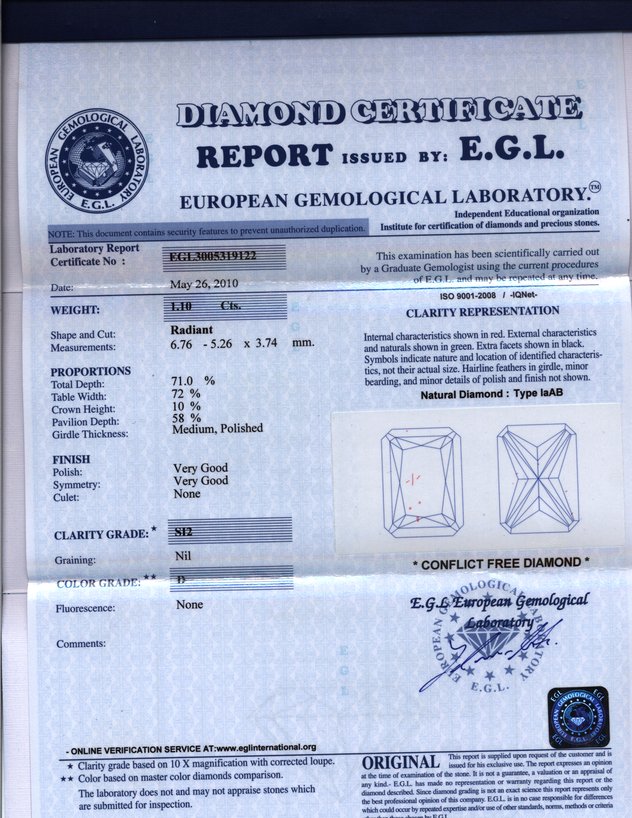 DIAMOND CERTIFICATE
REPORT ISSUED BY: E.G.L.
EUROPEAN GEMOLOGICAL LABORATORY.™
Independent Educational organization
Institute for certification of diamonds and precious stones.
EUROPEAN GEMOLOGICAL LABORATORY
E.G.L.
NOTE: This document contains security features to prevent unauthorized duplication.
Laboratory Report
Certificate No : EGL3005319122
Date: May 26, 2010
WEIGHT: 1.10 Cts.
Shape and Cut: Radiant
Measurements: 6.76 - 5.26 x 3.74 mm.
PROPORTIONS
Total Depth: 71.0 %
Table Width: 72 %
Crown Height: 10 %
Pavilion Depth: 58 %
Girdle Thickness: Medium, Polished
FINISH
Polish: Very Good
Symmetry: Very Good
Culet: None
CLARITY GRADE:* SI2
Graining: Nil
COLOR GRADE:** D
Fluorescence: None
Comments:
This examination has been scientifically carried out
by a Graduate Gemologist using the current procedures
of E.G.L. and may be repeated at any time.
ISO 9001-2008 / -IQNet-
CLARITY REPRESENTATION
Internal characteristics shown in red. External characteristics
and naturals shown in green. Extra facets shown in black.
Symbols indicate nature and location of identified characteris-
tics, not their actual size. Hairline feathers in girdle, minor
bearding, and minor details of polish and finish not shown.
Natural Diamond : Type IaAB
* CONFLICT FREE DIAMOND *
E.G.L European Gemological
Laboratory
EUROPEAN GEMOLOGICAL LABORATORY
E.G.L.
- ONLINE VERIFICATION SERVICE AT:www.eglinternational.org
★ Clarity grade based on 10 X magnification with corrected loupe.
★★ Color based on master color diamonds comparison.
The laboratory does not and may not appraise stones which
are submitted for inspection.
ORIGINAL This report is supplied upon request of the customer and is
issued for his exclusive use. The report expresses an opinion
at the time of examination of the stone. It is not a guarantee, a valuation or an appraisal of
any kind.- E.G.L. has made no representation or warranty regarding this report or the
diamond described. Since diamond grading is not an exact science this report represents only
the best professional opinion of this company. E.G.L. is in no case responsible for differences
which could occur by repeated expertise and/or use of other standards, norms, methods or criteria